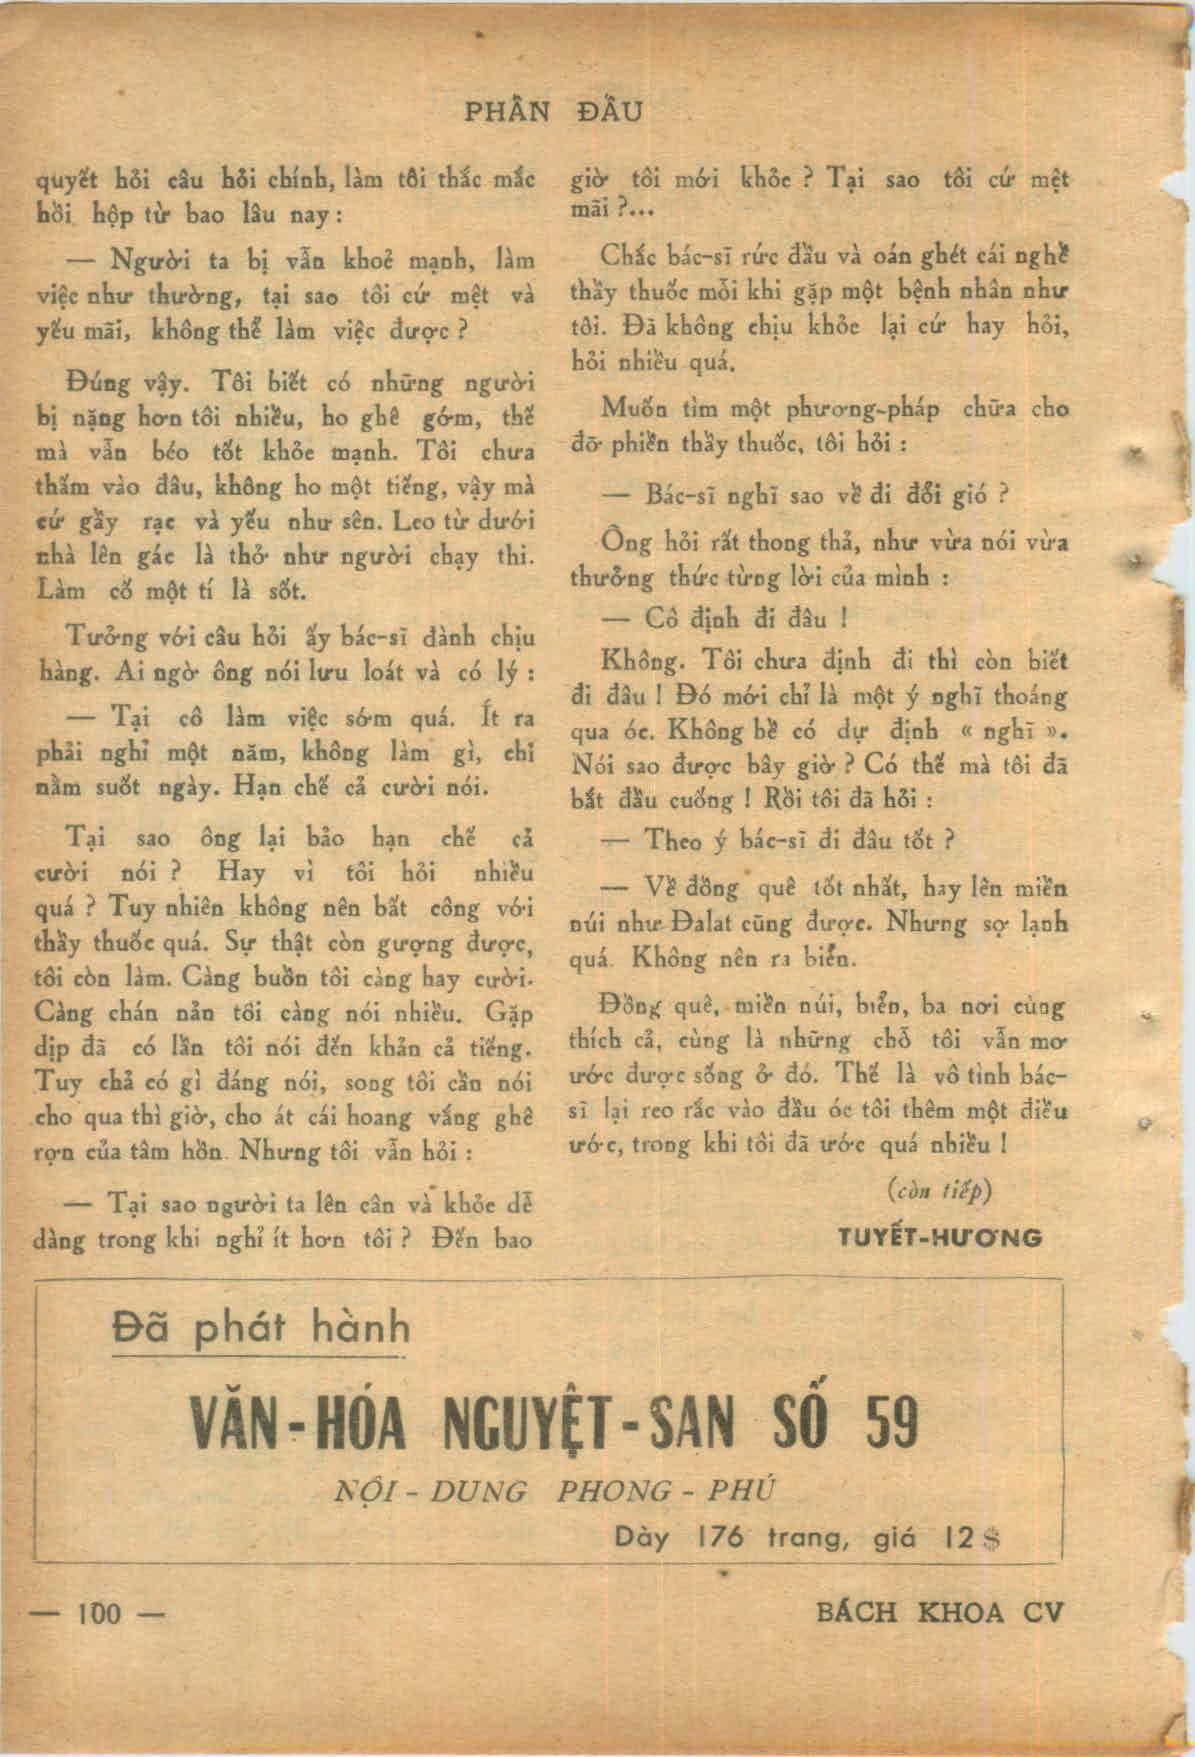 PHẦN ĐẦU
quyết hỏi câu hỏi chính, làm tôi thắc mắc
hồi hộp từ bao lâu nay :
— Người ta bị vẫn khoẻ mạnh, làm
việc như thường, tại sao tôi cứ mệt và
yếu mãi, không thể làm việc được ?
Đúng vậy. Tôi biết có những người
bị nặng hơn tôi nhiều, ho ghê gớm, thế
mà vẫn béo tốt khỏe mạnh. Tôi chưa
thấm vào đâu, không ho một tiếng, vậy mà
cứ gầy rạc và yếu như sên. Leo từ dưới
nhà lên gác là thở như người chạy thi.
Làm cố một tí là sốt.
Tưởng với câu hỏi ấy bác-sĩ đành chịu
hàng. Ai ngờ ông nói lưu loát và có lý :
— Tại cô làm việc sớm quá. Ít ra
phải nghỉ một năm, không làm gì, chỉ
nằm suốt ngày. Hạn chế cả cười nói.
Tại sao ông lại bảo hạn chế cả
cười nói ? Hay vì tôi hỏi nhiều
quá ? Tuy nhiên không nên bất công với
thầy thuốc quá. Sự thật còn gượng được,
tôi còn làm. Càng buồn tôi càng hay cười.
Càng chán nản tôi càng nói nhiều. Gặp
dịp đã có lần tôi nói đến khản cả tiếng.
Tuy chả có gì đáng nói, song tôi cần nói
cho qua thì giờ, cho át cái hoang vắng ghê
rợn của tâm hồn. Nhưng tôi vẫn hỏi :
— Tại sao người ta lên cân và khỏe dễ
dàng trong khi nghỉ ít hơn tôi ? Đến bao
giờ tôi mới khỏe ? Tại sao tôi cứ mệt
mãi ?...
Chắc bác-sĩ rức đầu và oán ghét cái nghề
thầy thuốc mỗi khi gặp một bệnh nhân như
tôi. Đã không chịu khỏe lại cứ hay hỏi,
hỏi nhiều quá.
Muốn tìm một phương-pháp chữa cho
đỡ phiền thầy thuốc, tôi hỏi :
— Bác-sĩ nghĩ sao về đi đổi gió ?
Ông hỏi rất thong thả, như vừa nói vừa
thưởng thức từng lời của mình :
— Cô định đi đâu !
Không. Tôi chưa định đi thì còn biết
đi đâu ! Đó mới chỉ là một ý nghĩ thoáng
qua óc. Không hề có dự định « nghĩ ».
Nói sao được bây giờ ? Có thế mà tôi đã
bắt đầu cuống ! Rồi tôi đã hỏi :
— Theo ý bác-sĩ đi đâu tốt ?
— Về đồng quê tốt nhất, hay lên miền
núi như Đalat cũng được. Nhưng sợ lạnh
quá. Không nên ra biển.
Đồng quê, miền núi, biển, ba nơi cùng
thích cả, cùng là những chỗ tôi vẫn mơ
ước được sống ở đó. Thế là vô tình bác-
sĩ lại reo rắc vào đầu óc tôi thêm một điều
ước, trong khi tôi đã ước quá nhiều !
(còn tiếp)
TUYẾT-HƯƠNG
Đã phát hành
VĂN-HÓA NGUYỆT-SAN SỐ 59
NỘI - DUNG PHONG - PHÚ
Dày 176 trang, giá 12 $
— 100 —
BÁCH KHOA CV